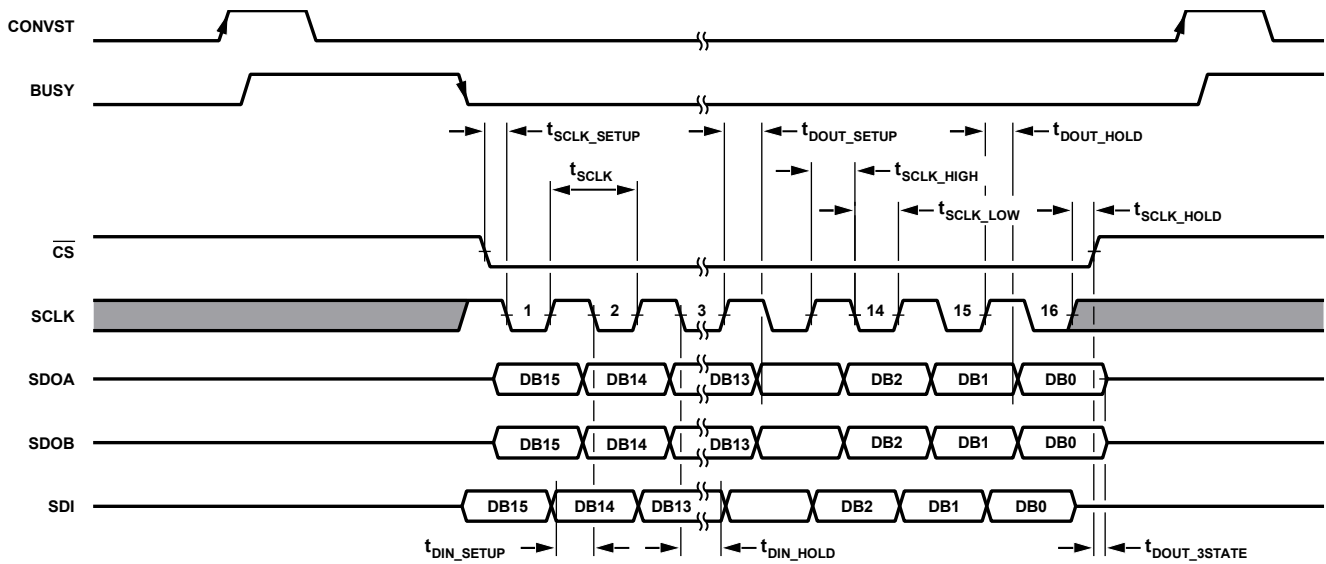 CONVST
BUSY
tSCLK_SETUP
tDOUT_SETUP
tDOUT_HOLD
tSCLK
tSCLK_HIGH
tSCLK_LOW
tSCLK_HOLD
CS
SCLK
1 2 3 14 15 16
SDOA
DB15 DB14 DB13 DB2 DB1 DB0
SDOB
DB15 DB14 DB13 DB2 DB1 DB0
SDI
DB15 DB14 DB13 DB2 DB1 DB0
tDIN_SETUP
tDIN_HOLD
tDOUT_3STATE